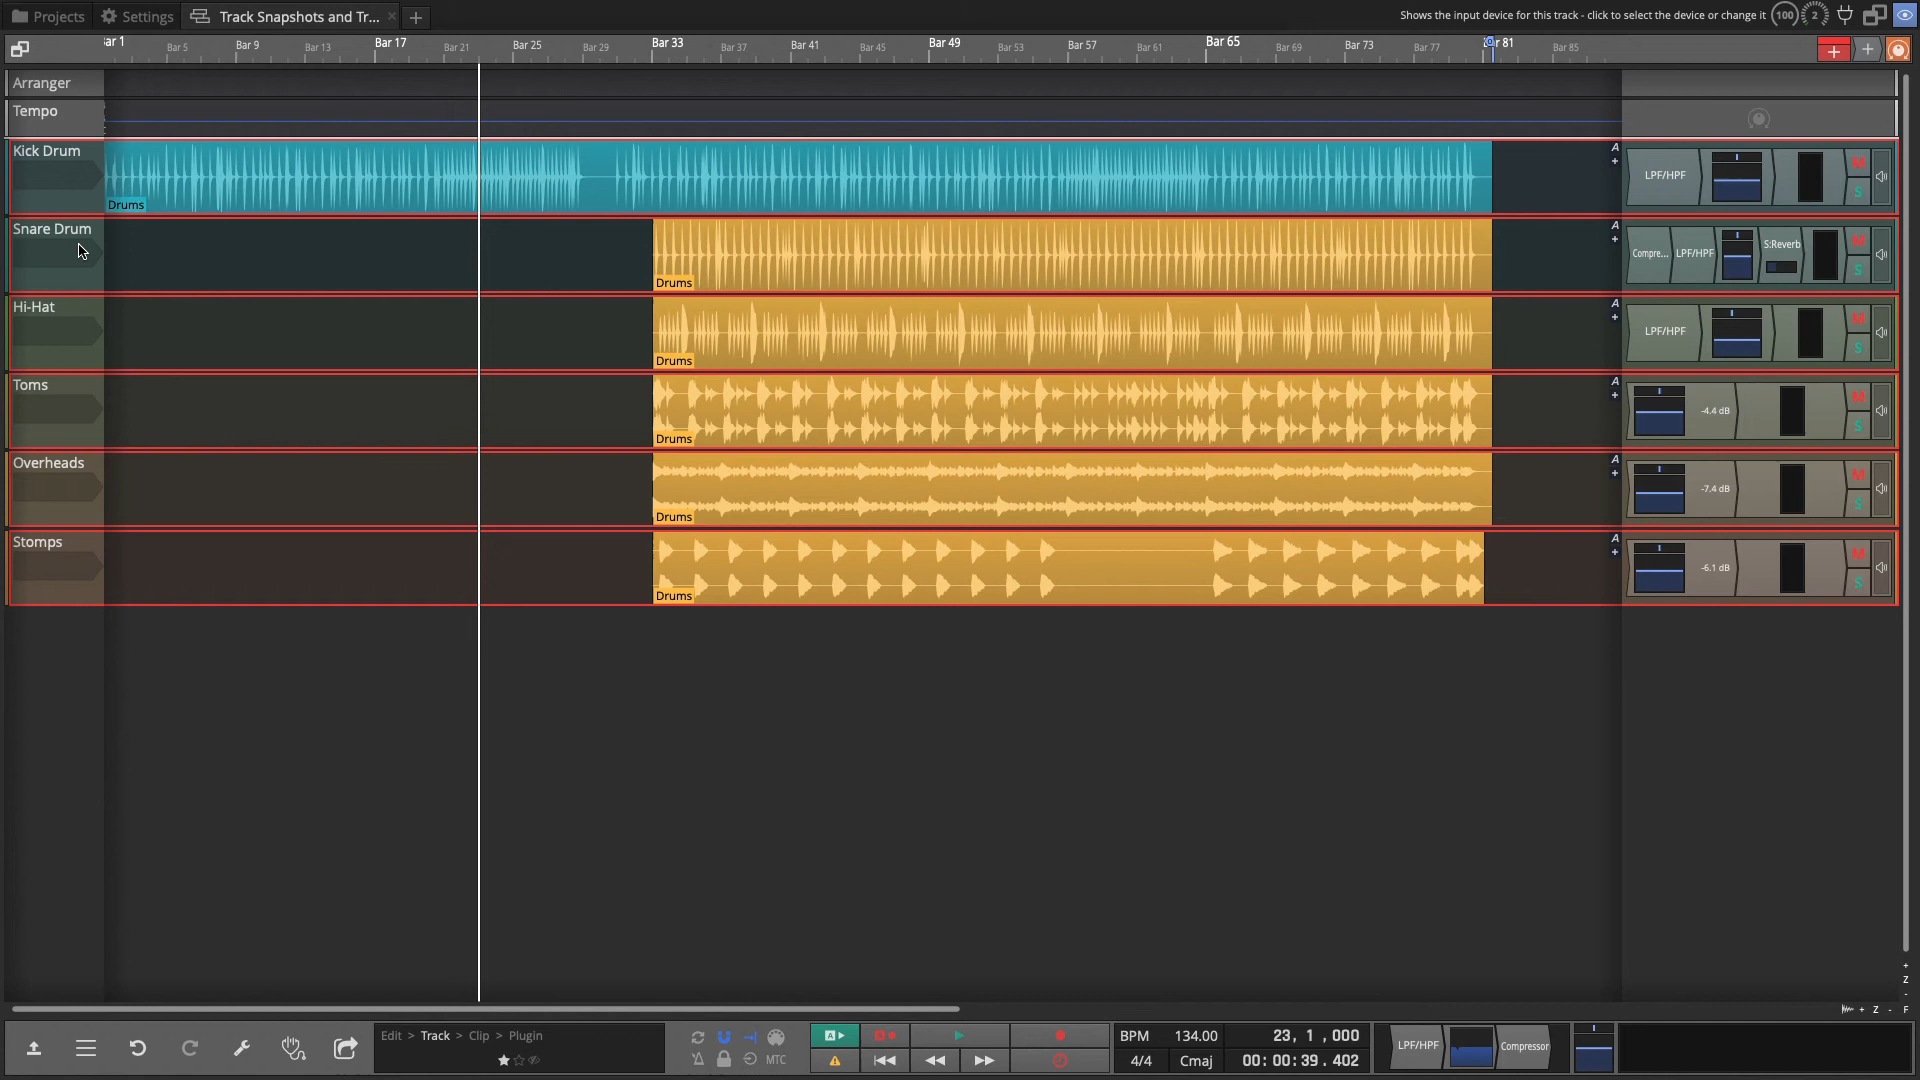 Projects Settings Track Snapshots and Tr... Shows the input device for this track - click to select the device or change it 100 2
Bar 5 Bar 9 Bar 13 Bar 17 Bar 21 Bar 25 Bar 29 Bar 33 Bar 37 Bar 41 Bar 45 Bar 49 Bar 53 Bar 57 Bar 61 Bar 65 Bar 69 Bar 73 Bar 77 81 Bar 85
Arranger
Tempo
Kick Drum A M
LPF/HPF S
Drums
Snare Drum A M
Compre... LPF/HPF S:Reverb S
Drums
Hi-Hat A M
LPF/HPF S
Drums
Toms A M
-4.4 dB S
Drums
Overheads A M
-7.4 dB S
Drums
Stomps A M
-6.1 dB S
Drums
Z
Z F
Edit > Track > Clip > Plugin A BPM 134.00 23, 1 ,000 LPF/HPF Compressor
MTC 4/4 Cmaj 00: 00: 39. 402